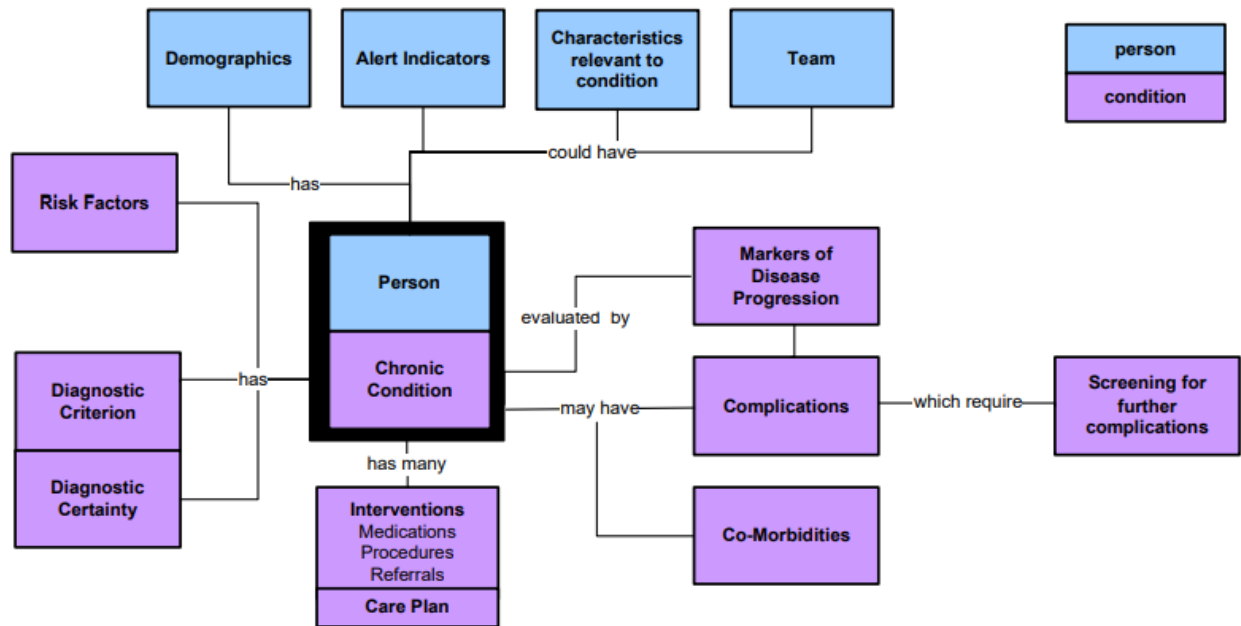 Demographics
Alert Indicators
Characteristics
relevant to
condition
Team
person
condition
could have
has
Risk Factors
Person
Chronic
Condition
Markers of
Disease
Progression
evaluated by
Diagnostic
Criterion
has
may have
Complications
which require
Screening for
further
complications
Diagnostic
Certainty
has many
Interventions
Medications
Procedures
Referrals
Care Plan
Co-Morbidities